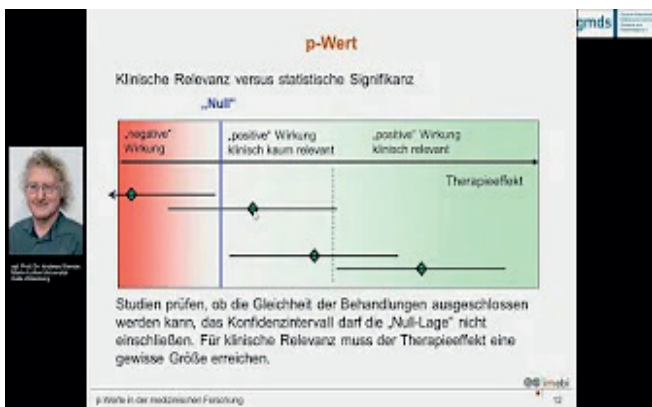 gmds
p-Wert
Klinische Relevanz versus statistische Signifikanz
„Null“
„negative“ Wirkung
„positive“ Wirkung klinisch kaum relevant
„positive“ Wirkung klinisch relevant
Therapieeffekt
Studien prüfen, ob die Gleichheit der Behandlungen ausgeschlossen
werden kann, das Konfidenzintervall darf die „Null-Lage“ nicht
einschließen. Für klinische Relevanz muss der Therapieeffekt eine
gewisse Größe erreichen.
imebi
p-Werte in der medizinischen Forschung
12